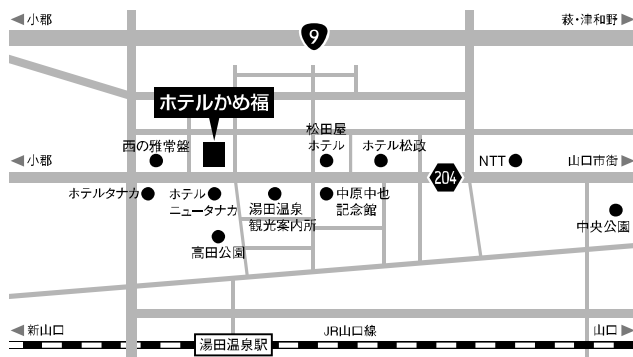 小郡
萩・津和野
9
ホテルかめ福
松田屋
ホテル
西の雅常盤
ホテル松政
小郡
NTT
山口市街
204
ホテルタナカ
ホテル
ニュータナカ
湯田温泉
観光案内所
中原中也
記念館
中央公園
高田公園
新山口
JR山口線
山口
湯田温泉駅